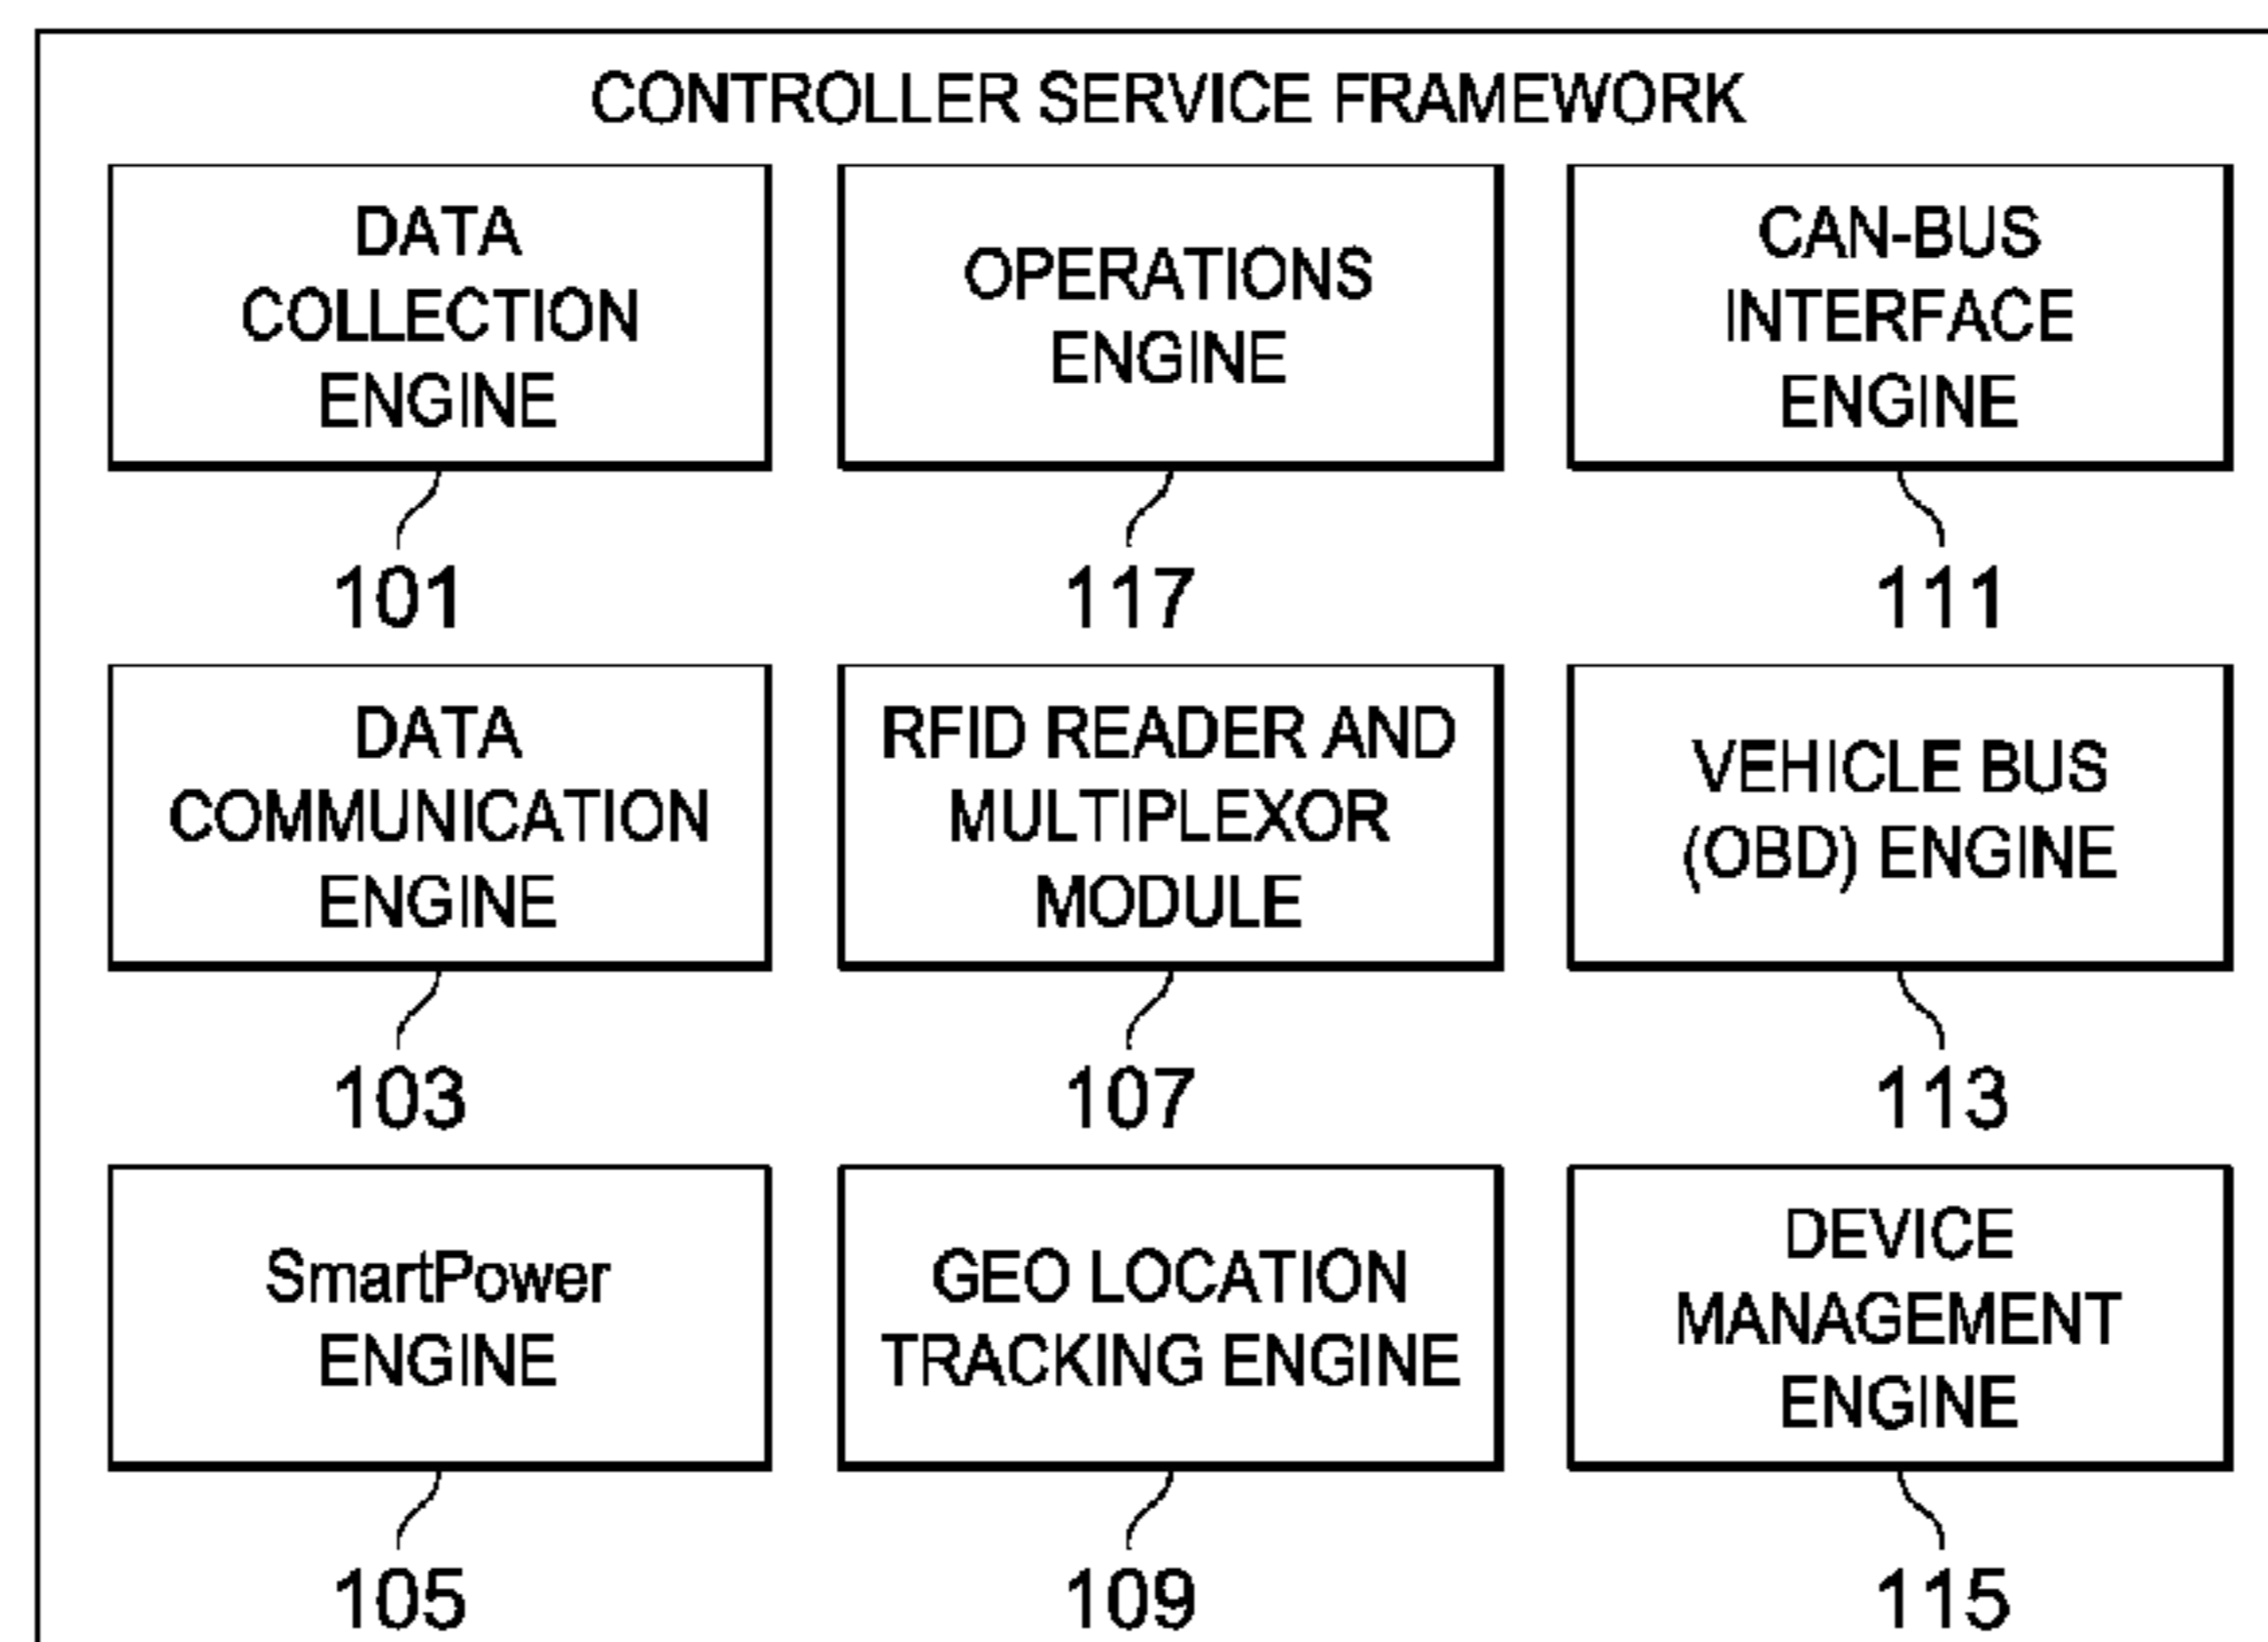 CONTROLLER SERVICE FRAMEWORK
DATA
COLLECTION
ENGINE
101
OPERATIONS
ENGINE
117
CAN-BUS
INTERFACE
ENGINE
111
DATA
COMMUNICATION
ENGINE
103
RFID READER AND
MULTIPLEXOR
MODULE
107
VEHICLE BUS
(OBD) ENGINE
113
SmartPower
ENGINE
105
GEO LOCATION
TRACKING ENGINE
109
DEVICE
MANAGEMENT
ENGINE
115